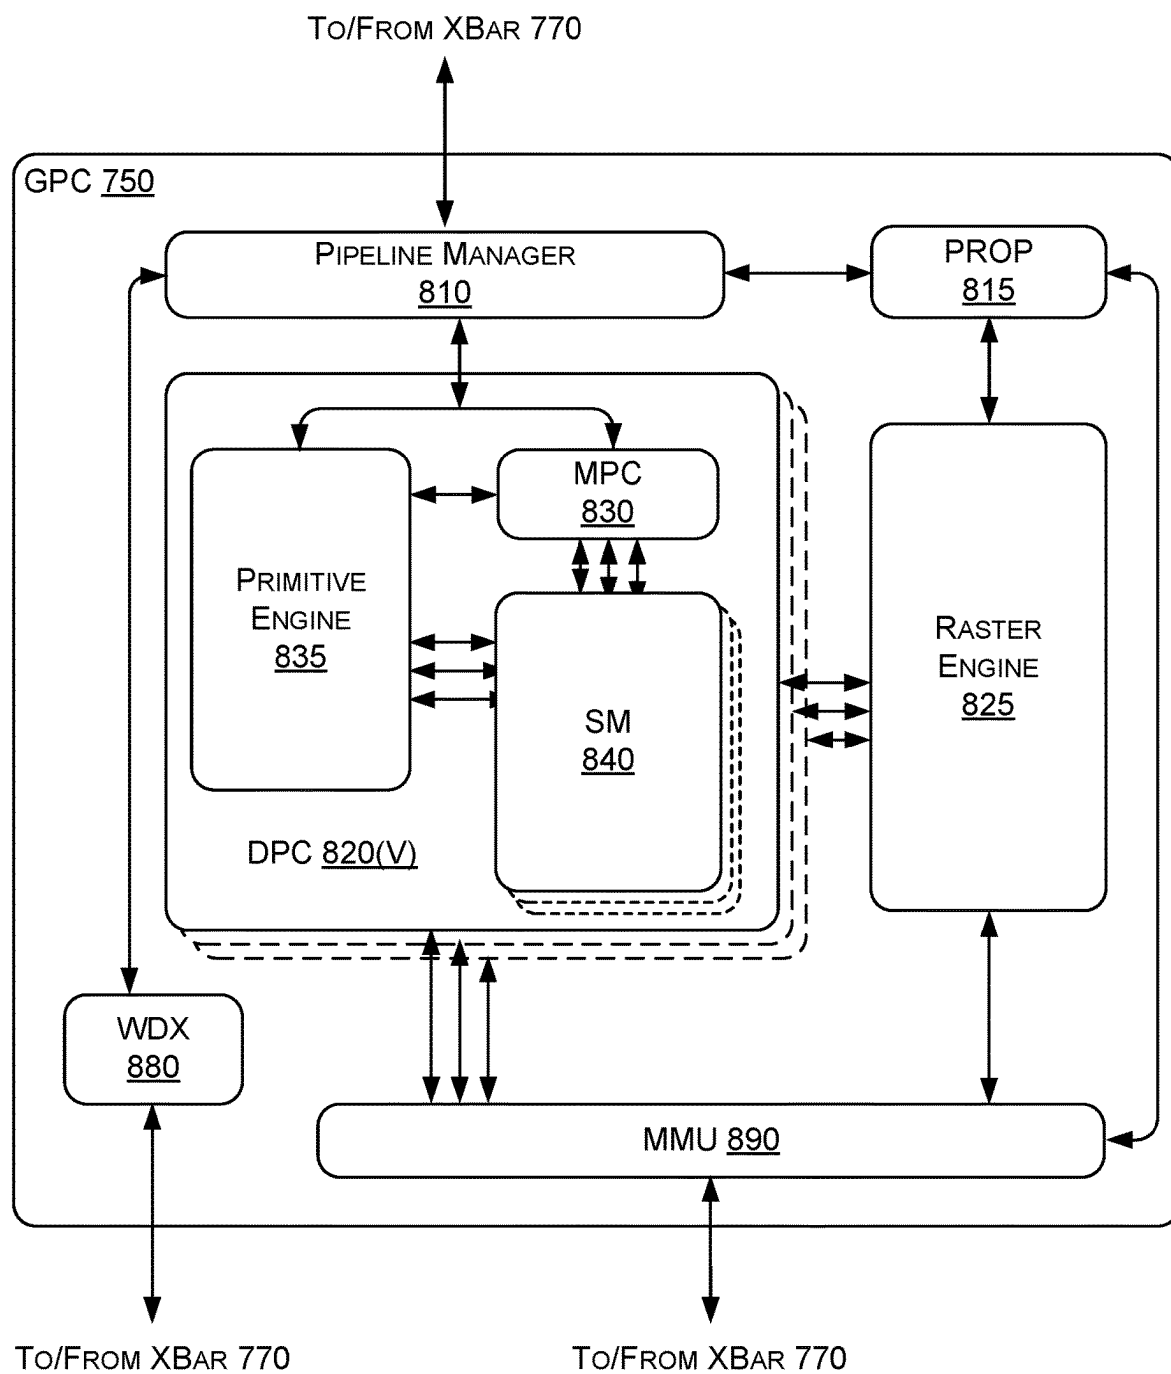 To/From XBar 770
GPC 750
Pipeline Manager
810
PROP
815
MPC
830
Primitive
Engine
835
Raster
Engine
825
SM
840
DPC 820(V)
WDX
880
MMU 890
To/From XBar 770
To/From XBar 770